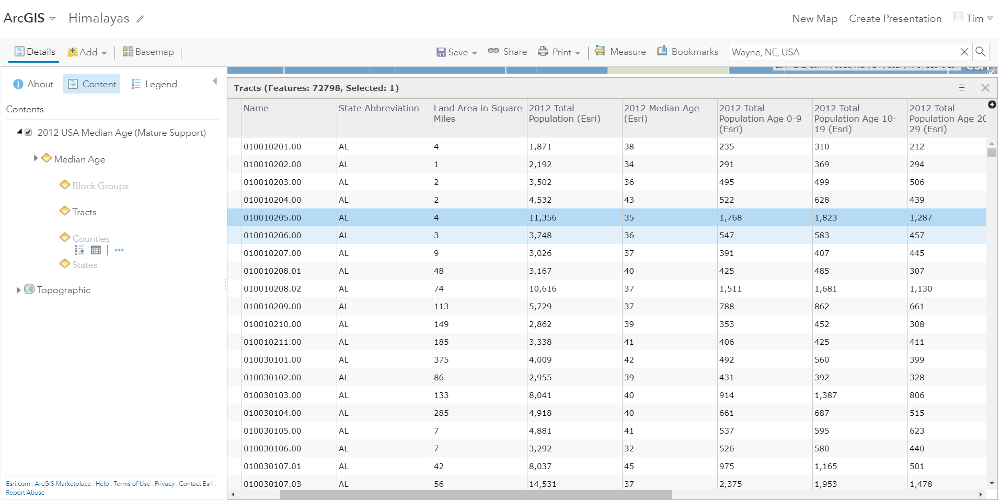 ArcGIS Himalayas New Map Create Presentation Tim
Details Add Basemap Save Share Print Measure Bookmarks Wayne, NE, USA
About Content Legend
Contents
2012 USA Median Age (Mature Support)
Median Age
Block Groups
Tracts
Counties
States
Topographic
Esri.com . ArcGIS Marketplace . Help . Terms of Use . Privacy . Contact Esri .
Report Abuse
esri
Tracts (Features: 72798, Selected: 1)
Name State Abbreviation Land Area in Square 2012 Total 2012 Median Age 2012 Total 2012 Total 2012 Total
Miles Population (Esri) (Esri) Population Age 0-9 Population Age 10- Population Age 20
(Esri) 19 (Esri) 29 (Esri)
010010201.00 AL 4 1,871 38 235 310 212
010010202.00 AL 1 2,192 34 291 369 294
010010203.00 AL 2 3,502 36 495 499 506
010010204.00 AL 2 4,532 43 522 628 439
010010205.00 AL 4 11,356 35 1,768 1,823 1,287
010010206.00 AL 3 3,748 36 547 583 457
010010207.00 AL 9 3,026 37 391 407 445
010010208.01 AL 48 3,167 40 425 485 307
010010208.02 AL 74 10,616 37 1,511 1,681 1,130
010010209.00 AL 113 5,729 37 788 862 661
010010210.00 AL 149 2,862 39 353 452 308
010010211.00 AL 185 3,338 41 406 425 411
010030101.00 AL 375 4,009 42 492 560 399
010030102.00 AL 86 2,955 39 431 392 328
010030103.00 AL 133 8,041 40 914 1,387 806
010030104.00 AL 285 4,918 40 661 687 515
010030105.00 AL 7 4,881 41 537 595 623
010030106.00 AL 7 3,292 32 526 580 440
010030107.01 AL 42 8,037 45 975 1,165 501
010030107.03 AL 56 14,531 37 2,375 1,953 1,478